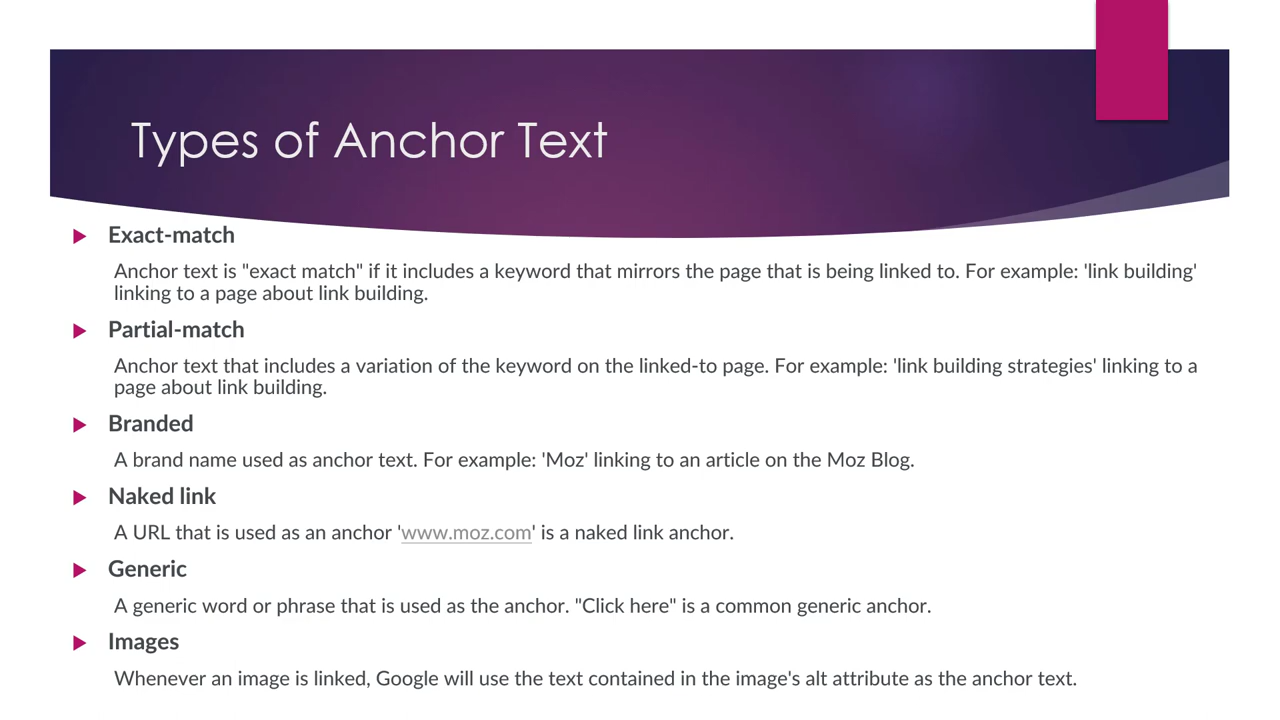 Types of Anchor Text
Exact-match
Anchor text is "exact match" if it includes a keyword that mirrors the page that is being linked to. For example: 'link building'
linking to a page about link building.
Partial-match
Anchor text that includes a variation of the keyword on the linked-to page. For example: 'link building strategies' linking to a
page about link building.
Branded
A brand name used as anchor text. For example: 'Moz' linking to an article on the Moz Blog.
Naked link
A URL that is used as an anchor 'www.moz.com' is a naked link anchor.
Generic
A generic word or phrase that is used as the anchor. "Click here" is a common generic anchor.
Images
Whenever an image is linked, Google will use the text contained in the image's alt attribute as the anchor text.